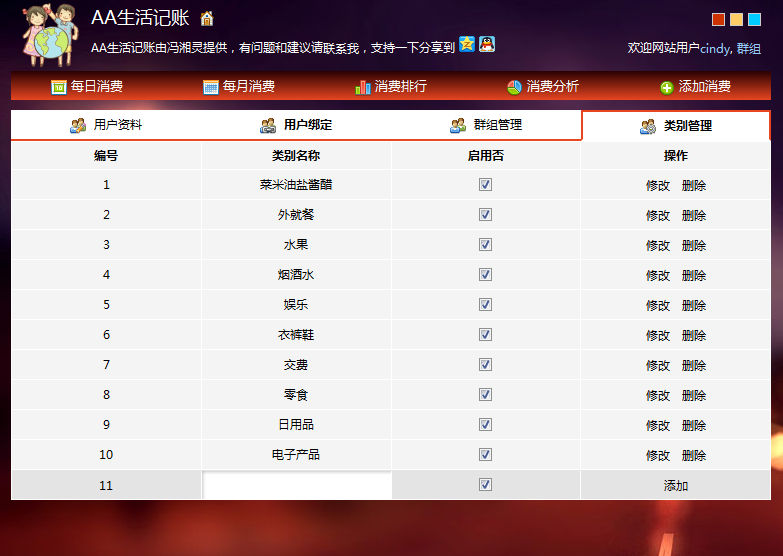 AA生活记账
AA生活记账由冯湘灵提供，有问题和建议请联系我，支持一下分享到
欢迎网站用户cindy, 群组
每日消费 每月消费 消费排行 消费分析 添加消费
用户资料 用户绑定 群组管理 类别管理
编号 类别名称 启用否 操作
1 菜米油盐酱醋 修改 删除
2 外就餐 修改 删除
3 水果 修改 删除
4 烟酒水 修改 删除
5 娱乐 修改 删除
6 衣裤鞋 修改 删除
7 交费 修改 删除
8 零食 修改 删除
9 日用品 修改 删除
10 电子产品 修改 删除
11 添加